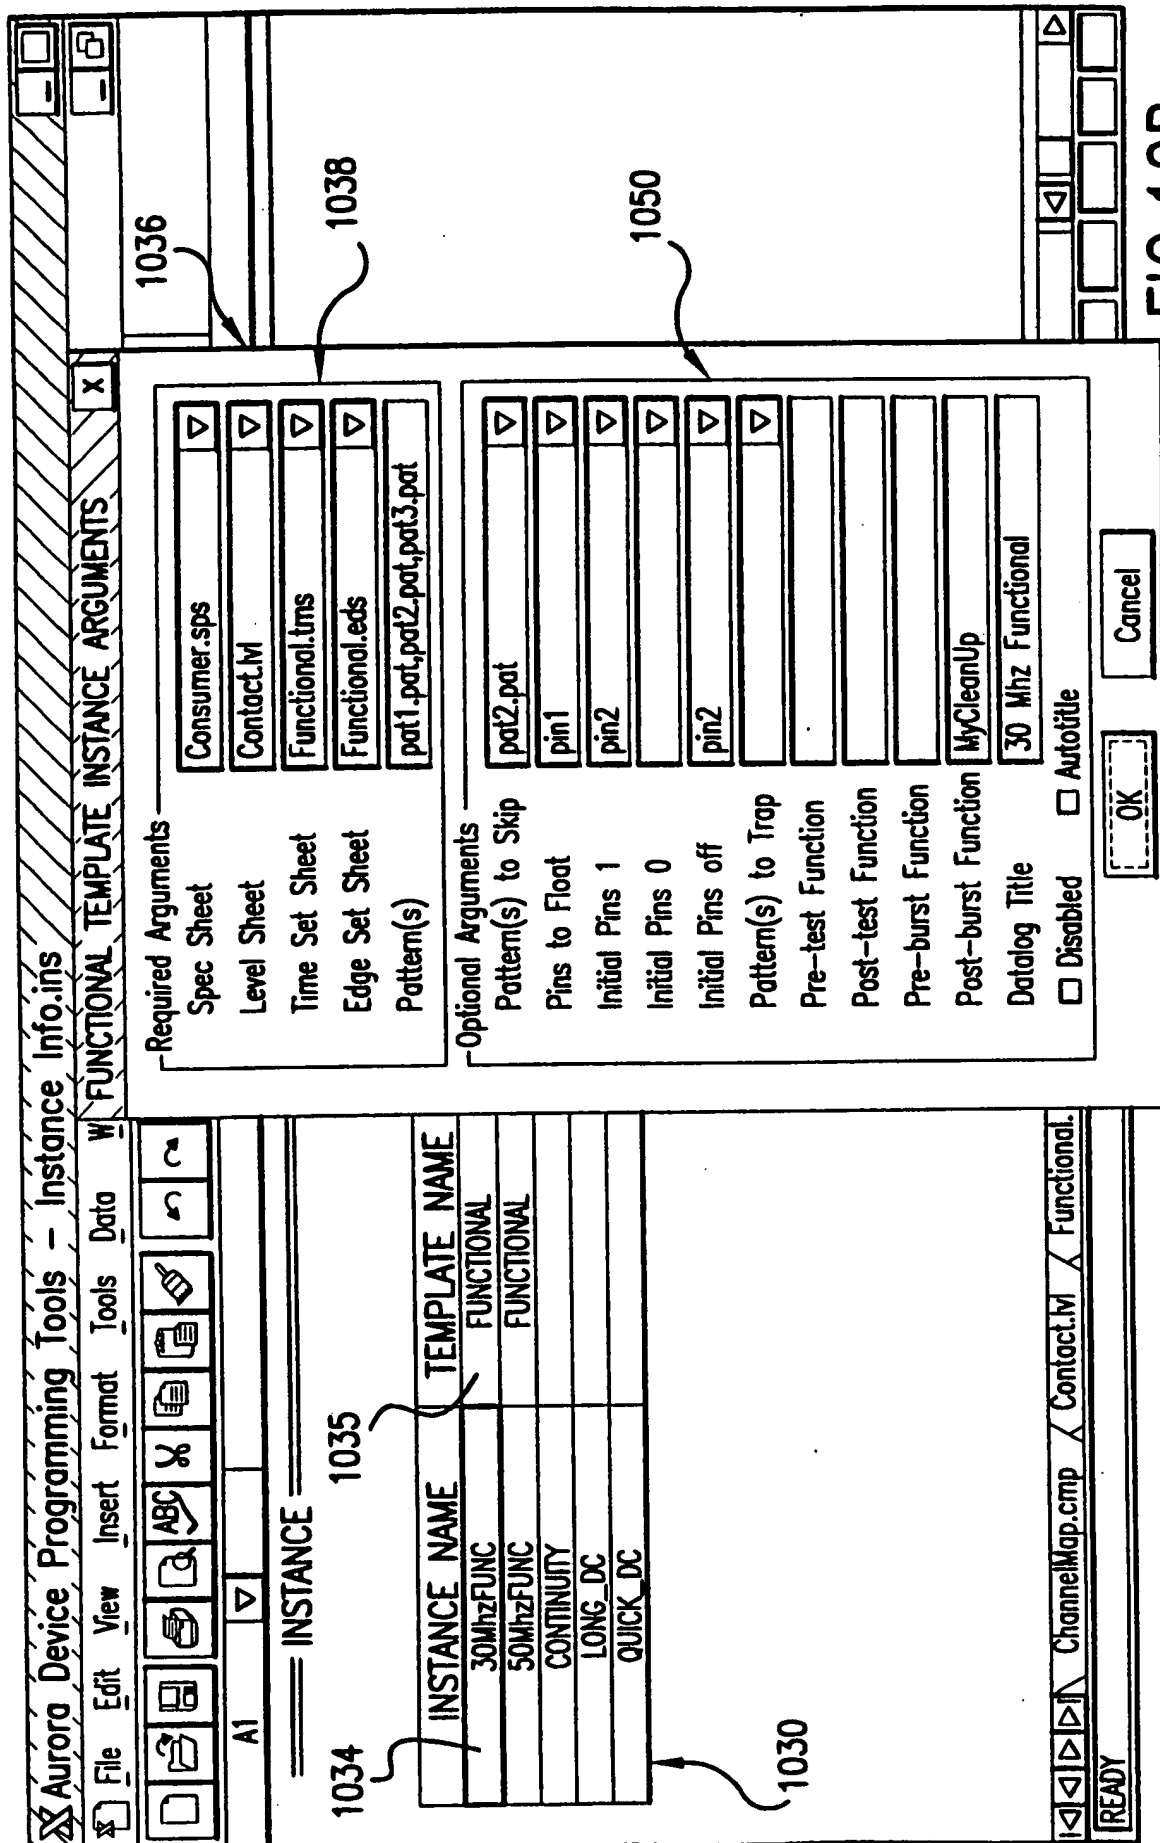 Aurora Device Programming Tools – Instance Info.ins
File Edit View Insert Format Tools Data W
ABC
A1
INSTANCE
1034
1035
INSTANCE NAME TEMPLATE NAME
30MhzFUNC FUNCTIONAL
50MhzFUNC FUNCTIONAL
CONTINUITY
LONG_DC
QUICK_DC
1030
ChannelMap.cmp Contact.lvl Functional.
READY
FUNCTIONAL TEMPLATE INSTANCE ARGUMENTS X
Required Arguments
Spec Sheet Consumer.sps
Level Sheet Contact.lvl
Time Set Sheet Functional.tms
Edge Set Sheet Functional.eds
Pattern(s) pat1.pat,pat2.pat,pat3.pat
Optional Arguments
Pattern(s) to Skip pat2.pat
Pins to Float pin1
Initial Pins 1 pin2
Initial Pins 0
Initial Pins off pin2
Pattern(s) to Trap
Pre-test Function
Post-test Function
Pre-burst Function
Post-burst Function MyCleanUp
Datalog Title 30 Mhz Functional
Disabled Autotitle
OK Cancel
1036
1038
1050